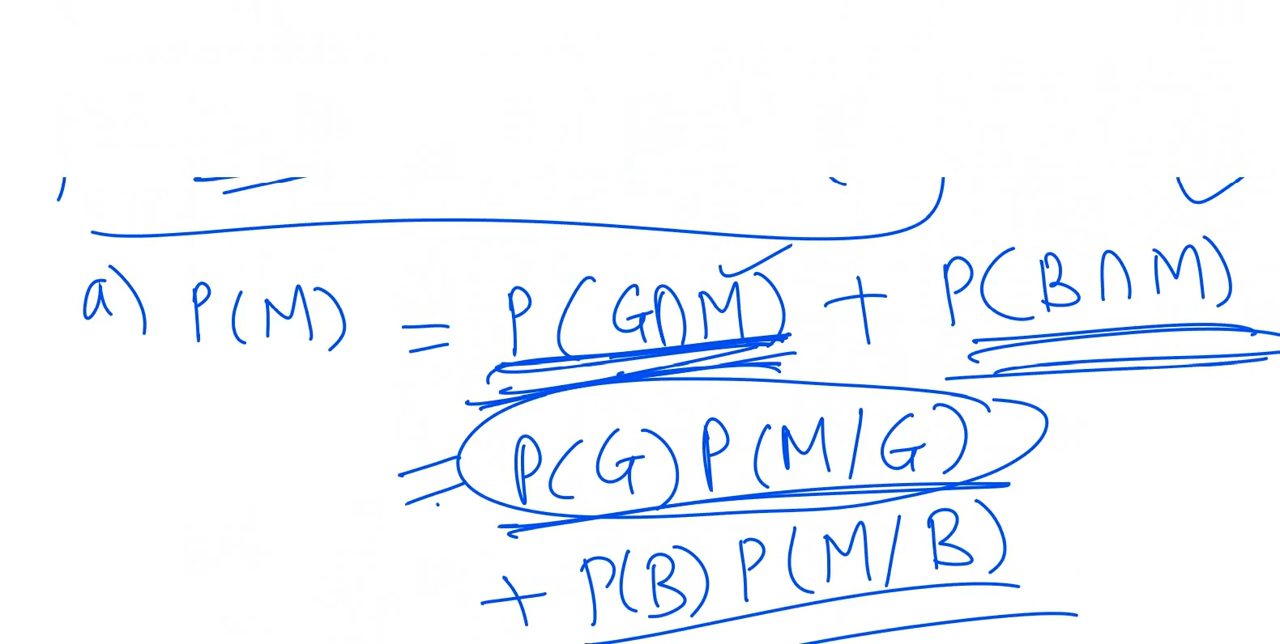 a) P(M) = P(G∩M) + P(B∩M)
= P(G) P(M/G)
+ P(B) P(M/B)